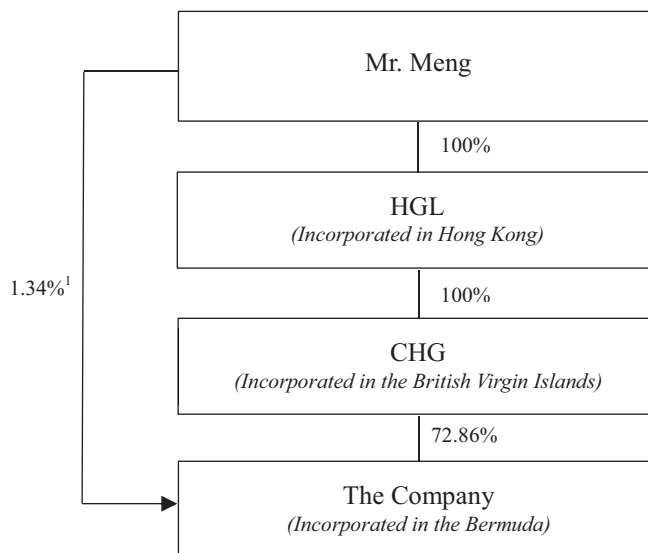 Mr. Meng
100%
HGL
(Incorporated in Hong Kong)
1.34%¹
100%
CHG
(Incorporated in the British Virgin Islands)
72.86%
The Company
(Incorporated in the Bermuda)